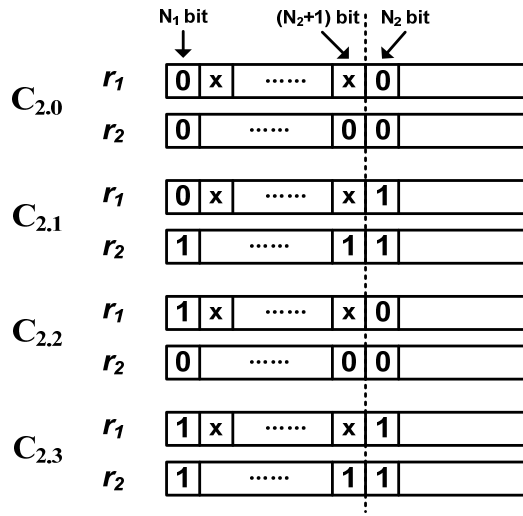 N₁ bit (N₂+1) bit N₂ bit
C₂.₀ r₁ 0 x ...... x 0
r₂ 0 ...... 0 0
C₂.₁ r₁ 0 x ...... x 1
r₂ 1 ...... 1 1
C₂.₂ r₁ 1 x ...... x 0
r₂ 0 ...... 0 0
C₂.₃ r₁ 1 x ...... x 1
r₂ 1 ...... 1 1